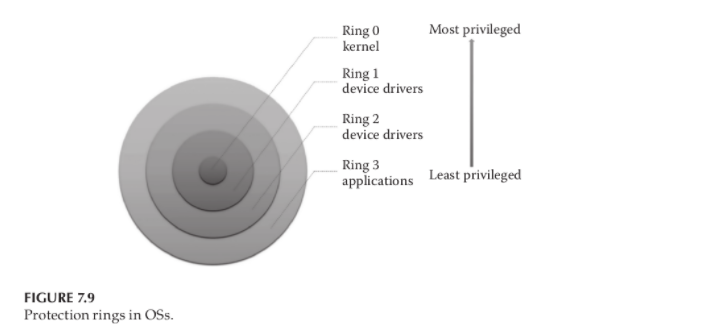 Ring 0
kernel
Most privileged
Ring 1
device drivers
Ring 2
device drivers
Ring 3
applications
Least privileged
FIGURE 7.9
Protection rings in OSs.